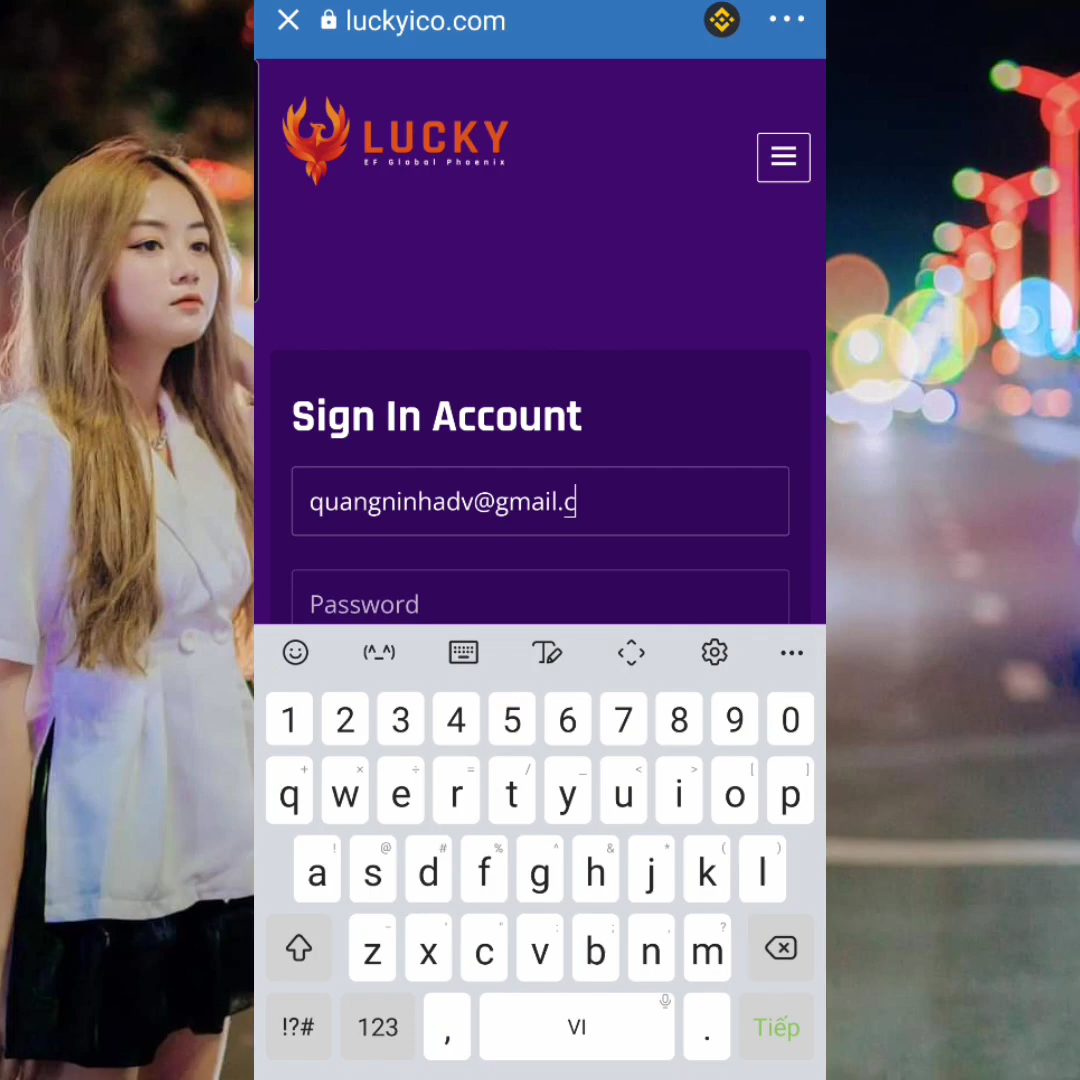 luckyico.com
LUCKY
EF Global Phoenix
Sign In Account
quangninhadv@gmail.c
Password
(^_^)
1 2 3 4 5 6 7 8 9 0
+ × ÷ = / _ < > [ ]
q w e r t y u i o p
! @ # % ^ & * ( )
a s d f g h j k l
- ' " : ; , ?
z x c v b n m
!?# 123 , VI . Tiếp